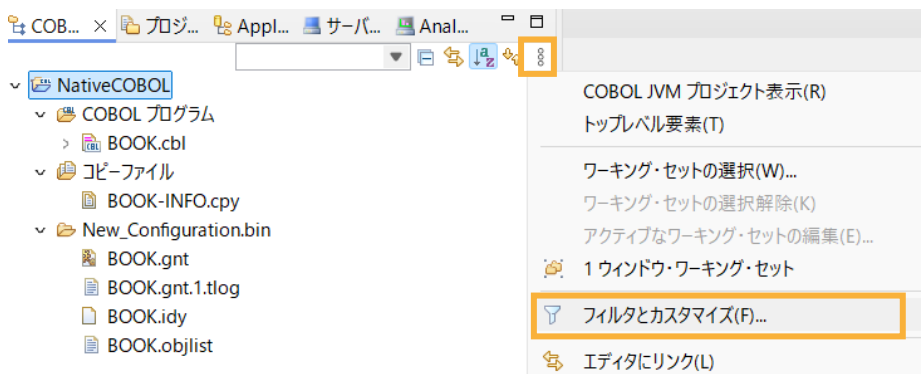 COB... プロジ... Appl... サーバ... Anal...
NativeCOBOL
COBOL プログラム
BOOK.cbl
コピーファイル
BOOK-INFO.cpy
New_Configuration.bin
BOOK.gnt
BOOK.gnt.1.tlog
BOOK.idy
BOOK.objlist
COBOL JVM プロジェクト表示(R)
トップレベル要素(T)
ワーキング・セットの選択(W)...
ワーキング・セットの選択解除(K)
アクティブなワーキング・セットの編集(E)...
1 ウィンドウ・ワーキング・セット
フィルタとカスタマイズ(F)...
エディタにリンク(L)